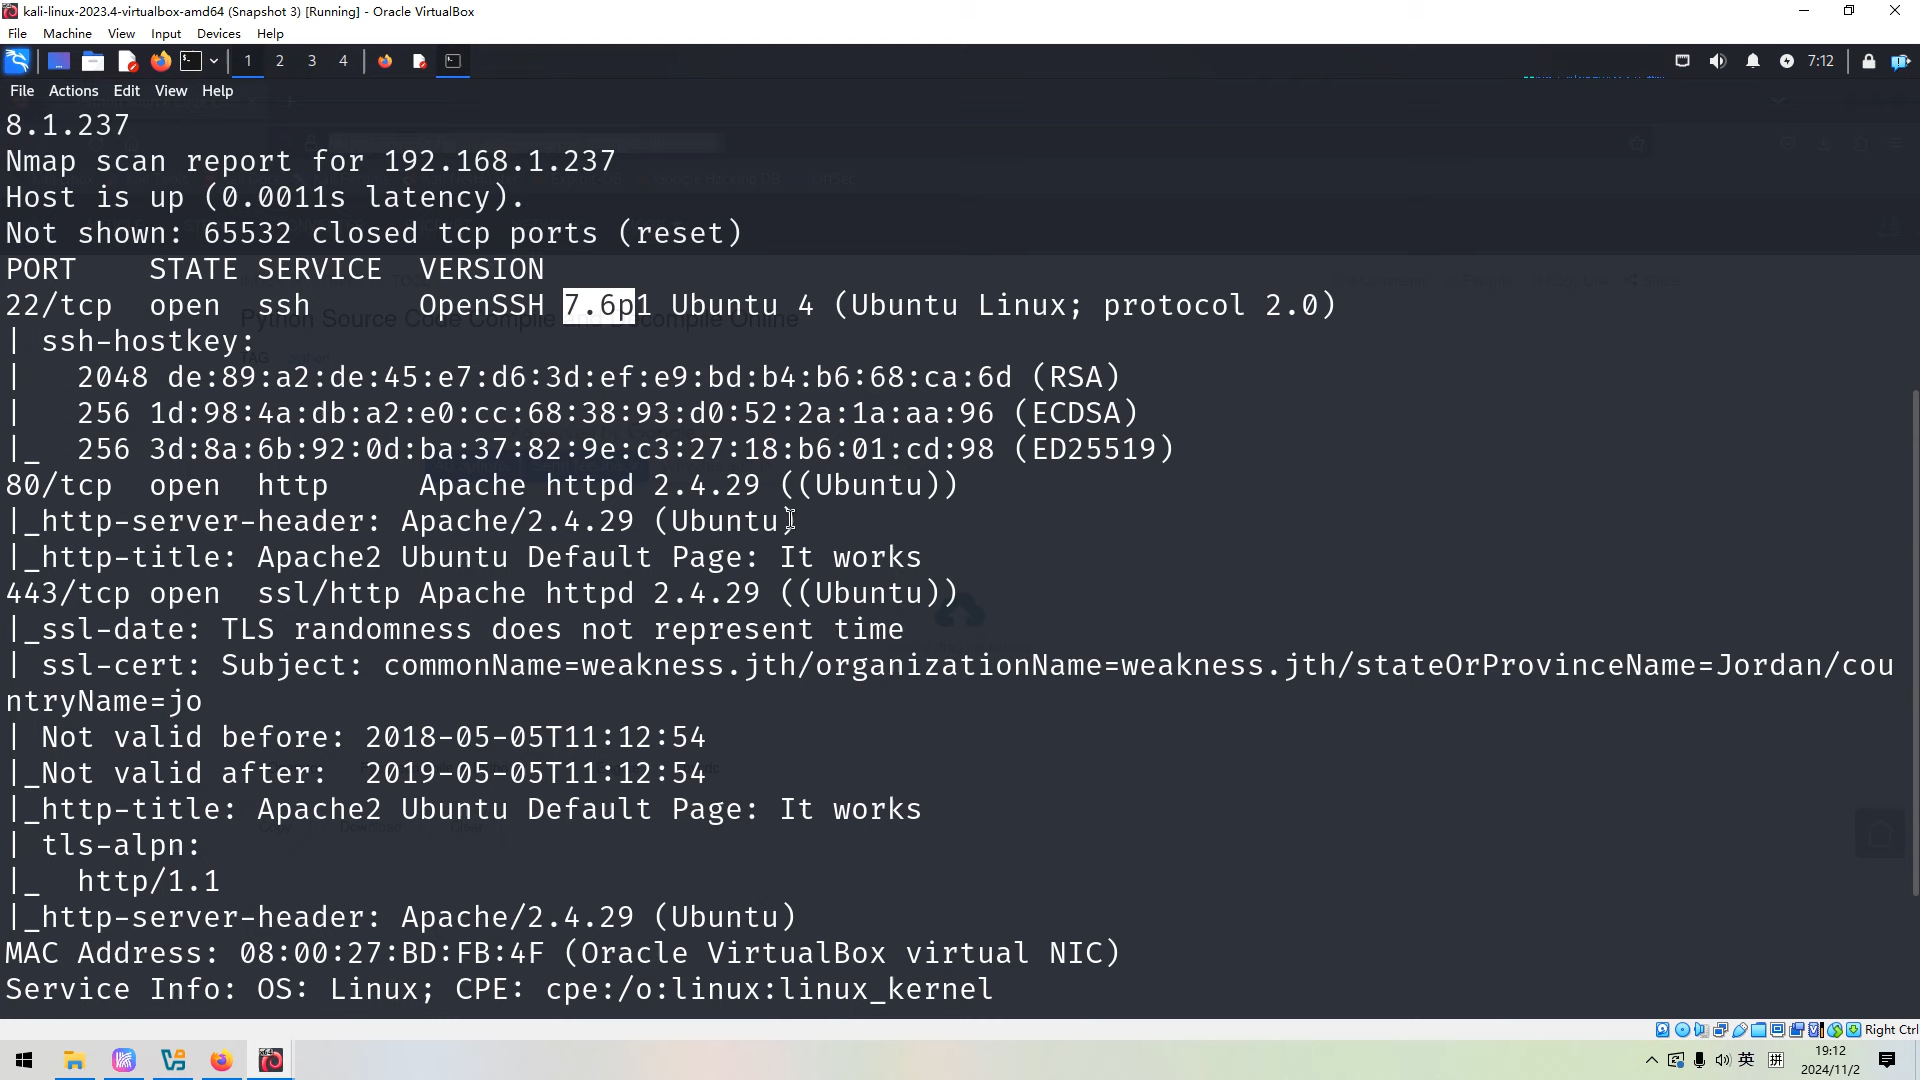 kali-linux-2023.4-virtualbox-amd64 (Snapshot 3) [Running] - Oracle VirtualBox
File Machine View Input Devices Help
1 2 3 4 7:12
File Actions Edit View Help
8.1.237
Nmap scan report for 192.168.1.237
Host is up (0.0011s latency).
Not shown: 65532 closed tcp ports (reset)
PORT    STATE SERVICE  VERSION
22/tcp  open  ssh      OpenSSH 7.6p1 Ubuntu 4 (Ubuntu Linux; protocol 2.0)
Python Source Code Compile and Decompile Online
| ssh-hostkey:
|   2048 de:89:a2:de:45:e7:d6:3d:ef:e9:bd:b4:b6:68:ca:6d (RSA)
|   256 1d:98:4a:db:a2:e0:cc:68:38:93:d0:52:2a:1a:aa:96 (ECDSA)
|_  256 3d:8a:6b:92:0d:ba:37:82:9e:c3:27:18:b6:01:cd:98 (ED25519)
80/tcp  open  http     Apache httpd 2.4.29 ((Ubuntu))
|_http-server-header: Apache/2.4.29 (Ubuntu)
|_http-title: Apache2 Ubuntu Default Page: It works
443/tcp open  ssl/http Apache httpd 2.4.29 ((Ubuntu))
|_ssl-date: TLS randomness does not represent time
| ssl-cert: Subject: commonName=weakness.jth/organizationName=weakness.jth/stateOrProvinceName=Jordan/cou
ntryName=jo
| Not valid before: 2018-05-05T11:12:54
|_Not valid after:  2019-05-05T11:12:54
|_http-title: Apache2 Ubuntu Default Page: It works
Copy Download Clear
| tls-alpn:
|_  http/1.1
|_http-server-header: Apache/2.4.29 (Ubuntu)
MAC Address: 08:00:27:BD:FB:4F (Oracle VirtualBox virtual NIC)
Service Info: OS: Linux; CPE: cpe:/o:linux:linux_kernel
Right Ctrl
英 拼 19:12
2024/11/2